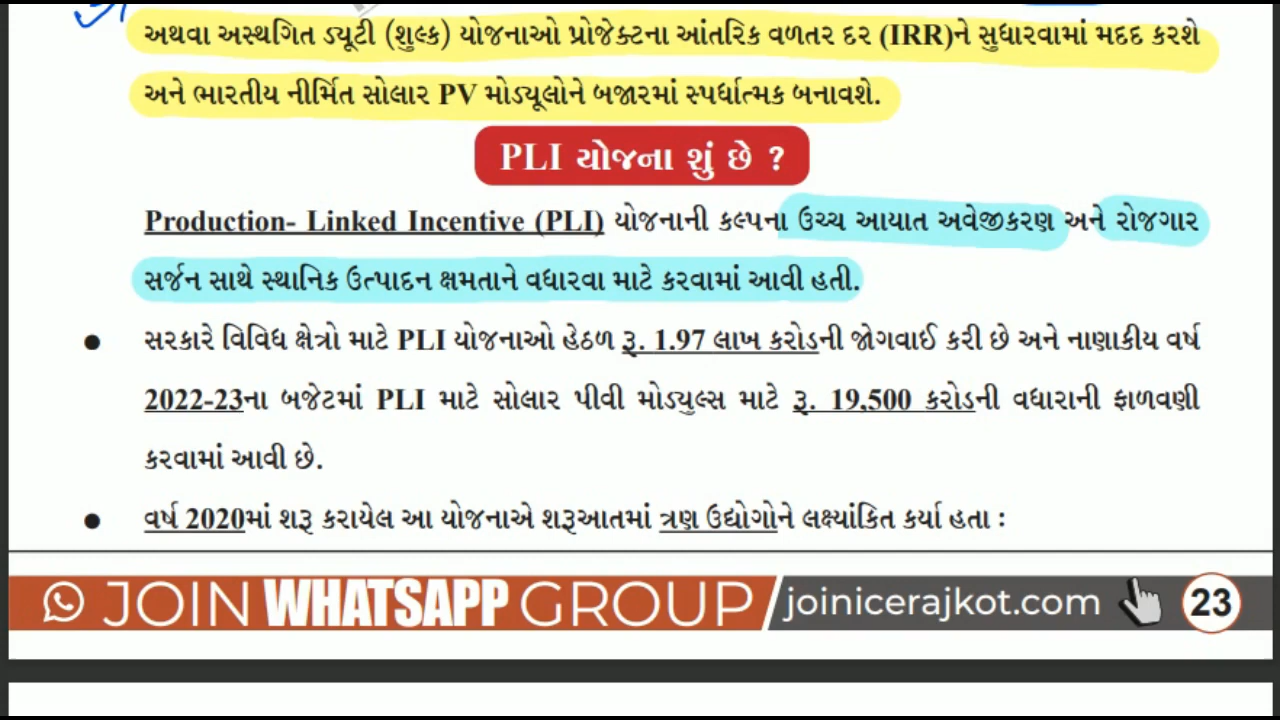 અથવા અસ્થગિત ડ્યૂટી (શુલ્ક) યોજનાઓ પ્રોજેક્ટના આંતરિક વળતર દર (IRR)ને સુધારવામાં મદદ કરશે
અને ભારતીય નીર્મિત સોલાર PV મોડ્યૂલોને બજારમાં સ્પર્ધાત્મક બનાવશે.
PLI યોજના શું છે ?
Production- Linked Incentive (PLI) યોજનાની કલ્પના ઉચ્ચ આયાત અવેજીકરણ અને રોજગાર
સર્જન સાથે સ્થાનિક ઉત્પાદન ક્ષમતાને વધારવા માટે કરવામાં આવી હતી.
● સરકારે વિવિધ ક્ષેત્રો માટે PLI યોજનાઓ હેઠળ રૂ. 1.97 લાખ કરોડની જોગવાઈ કરી છે અને નાણાકીય વર્ષ
2022-23ના બજેટમાં PLI માટે સોલાર પીવી મોડ્યુલ્સ માટે રૂ. 19,500 કરોડની વધારાની ફાળવણી
કરવામાં આવી છે.
● વર્ષ 2020માં શરૂ કરાયેલ આ યોજનાએ શરૂઆતમાં ત્રણ ઉદ્યોગોને લક્ષ્યાંકિત કર્યા હતા :
JOIN WHATSAPP GROUP joinicerajkot.com 23